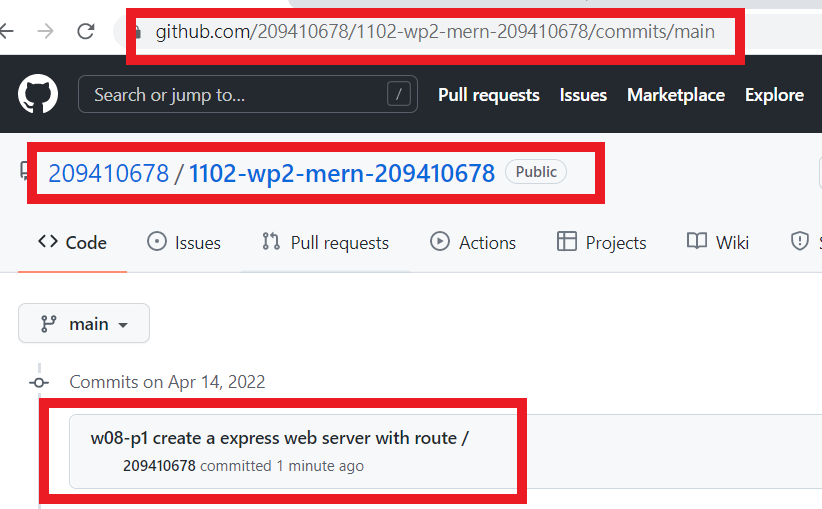 github.com/209410678/1102-wp2-mern-209410678/commits/main
Search or jump to... / Pull requests Issues Marketplace Explore
209410678 / 1102-wp2-mern-209410678 Public
Code Issues Pull requests Actions Projects Wiki
main
Commits on Apr 14, 2022
w08-p1 create a express web server with route /
209410678 committed 1 minute ago